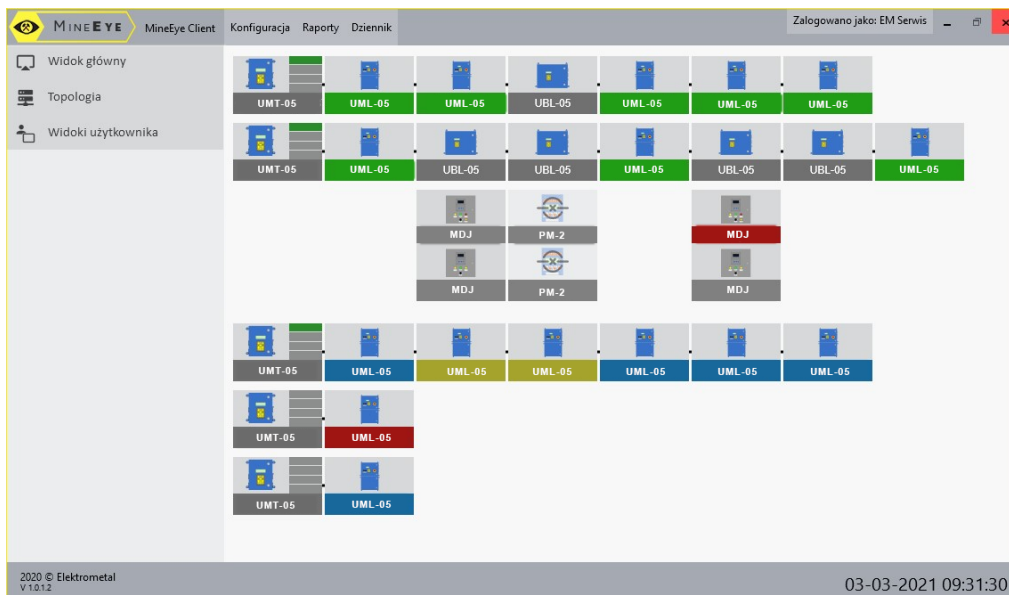 MINEEYE MineEye Client Konfiguracja Raporty Dziennik Zalogowano jako: EM Serwis
Widok główny
Topologia
Widoki użytkownika
UMT-05 UML-05 UML-05 UBL-05 UML-05 UML-05 UML-05
UMT-05 UML-05 UBL-05 UBL-05 UML-05 UBL-05 UBL-05 UML-05
MDJ PM-2 MDJ
MDJ PM-2 MDJ
UMT-05 UML-05 UML-05 UML-05 UML-05 UML-05 UML-05
UMT-05 UML-05
UMT-05 UML-05
2020 © Elektrometal
V 1.0.1.2
03-03-2021 09:31:30